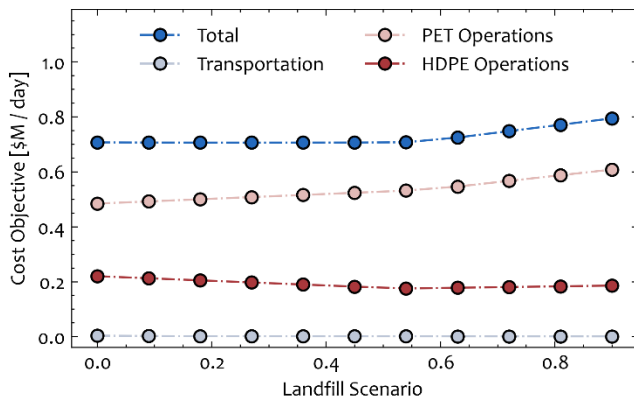 Total
PET Operations
Transportation
HDPE Operations
Cost Objective [$M / day]
1.0
0.8
0.6
0.4
0.2
0.0
0.0
0.2
0.4
0.6
0.8
Landfill Scenario